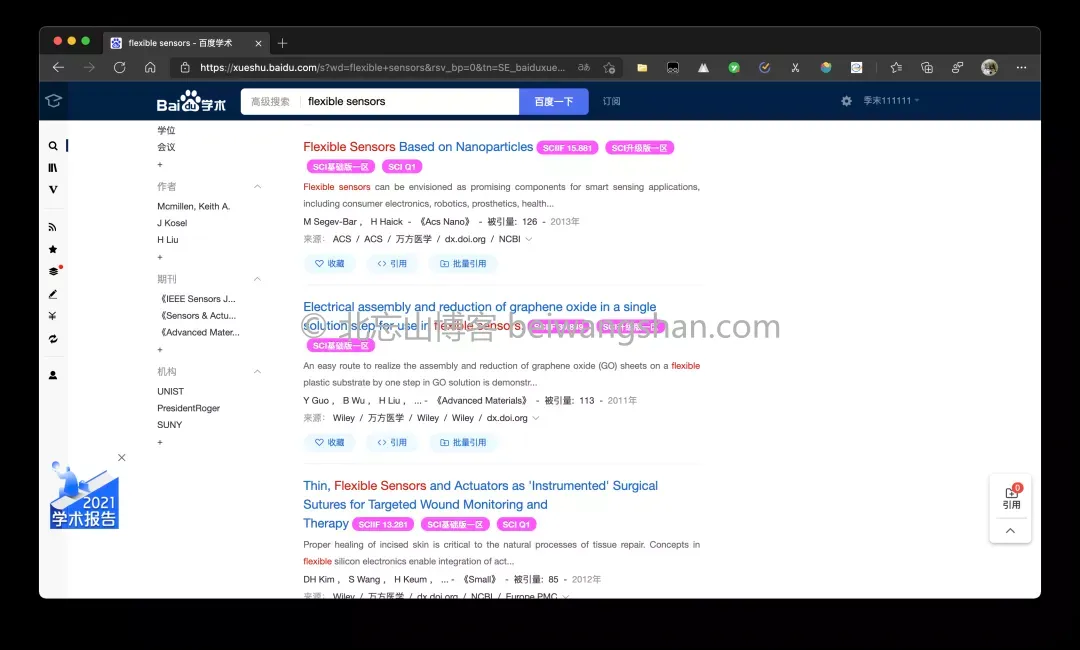 flexible sensors - 百度学术
https://xueshu.baidu.com/s?wd=flexible+sensors&rsv_bp=0&tn=SE_baiduxue...
Bai du 学术
高级搜索
flexible sensors
百度一下
订阅
季末111111
学位
会议
+
作者
Mcmillen, Keith A.
J Kosel
H Liu
+
期刊
《IEEE Sensors J...
《Sensors & Actu...
《Advanced Mater...
+
机构
UNIST
PresidentRoger
SUNY
+
2021
学术报告
Flexible Sensors Based on Nanoparticles SCIIF 15.881 SCI升级版一区
SCI基础版一区 SCI Q1
Flexible sensors can be envisioned as promising components for smart sensing applications,
including consumer electronics, robotics, prosthetics, health...
M Segev-Bar , H Haick - 《Acs Nano》 - 被引量: 126 - 2013年
来源: ACS / ACS / 万方医学 / dx.doi.org / NCBI
收藏 <> 引用 批量引用
Electrical assembly and reduction of graphene oxide in a single
solution step for use in flexible sensors. SCI升级版一区
© 北忘山博客 beiwangshan.com
SCI基础版一区
An easy route to realize the assembly and reduction of graphene oxide (GO) sheets on a flexible
plastic substrate by one step in GO solution is demonstr...
Y Guo , B Wu , H Liu , ... - 《Advanced Materials》 - 被引量: 113 - 2011年
来源: Wiley / 万方医学 / Wiley / Wiley / dx.doi.org
收藏 <> 引用 批量引用
Thin, Flexible Sensors and Actuators as 'Instrumented' Surgical
Sutures for Targeted Wound Monitoring and
Therapy SCIIF 13.281 SCI基础版一区 SCI Q1
Proper healing of incised skin is critical to the natural processes of tissue repair. Concepts in
flexible silicon electronics enable integration of act...
DH Kim , S Wang , H Keum , ... - 《Small》 - 被引量: 85 - 2012年
来源: Wiley / 万方医学 / dx.doi.org / NCBI / Europe PMC
0
引用